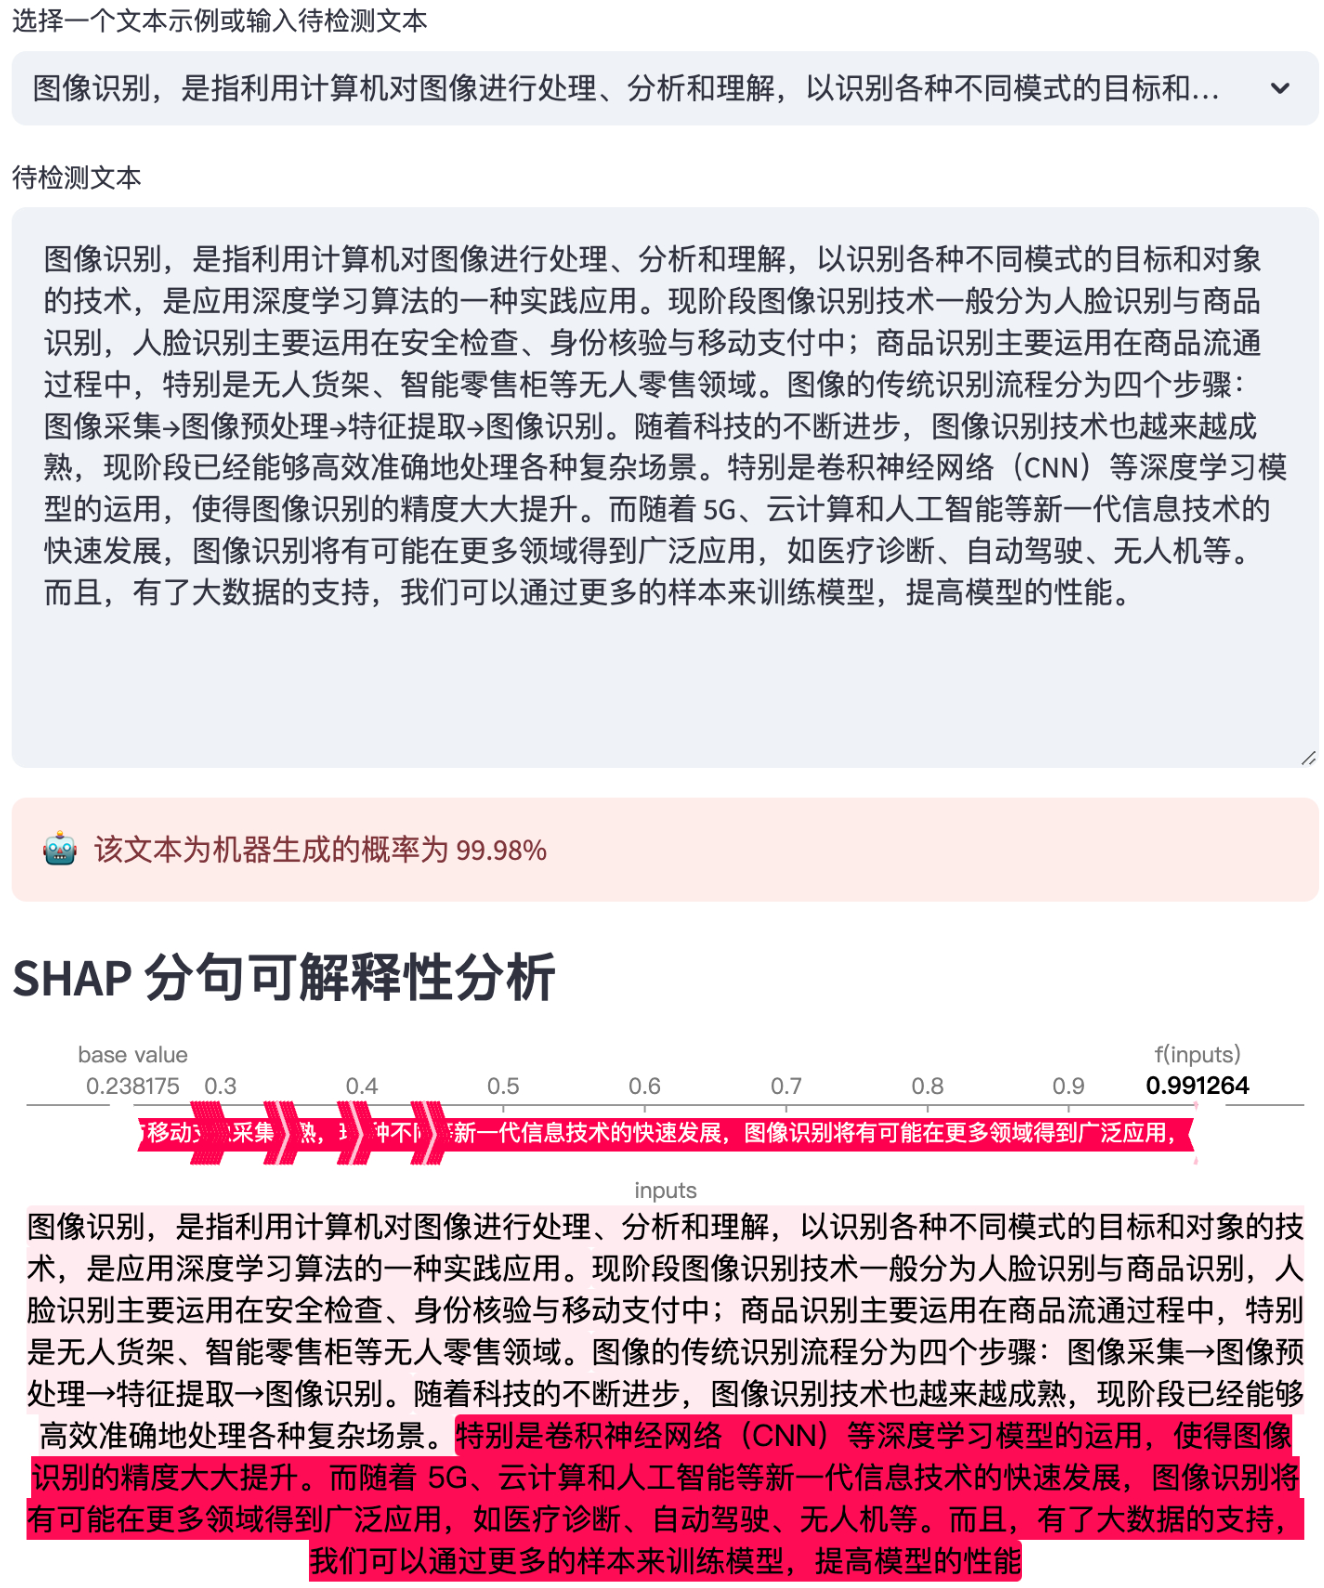 选择一个文本示例或输入待检测文本
图像识别，是指利用计算机对图像进行处理、分析和理解，以识别各种不同模式的目标和...
待检测文本
图像识别，是指利用计算机对图像进行处理、分析和理解，以识别各种不同模式的目标和对象
的技术，是应用深度学习算法的一种实践应用。现阶段图像识别技术一般分为人脸识别与商品
识别，人脸识别主要运用在安全检查、身份核验与移动支付中；商品识别主要运用在商品流通
过程中，特别是无人货架、智能零售柜等无人零售领域。图像的传统识别流程分为四个步骤：
图像采集→图像预处理→特征提取→图像识别。随着科技的不断进步，图像识别技术也越来越成
熟，现阶段已经能够高效准确地处理各种复杂场景。特别是卷积神经网络（CNN）等深度学习模
型的运用，使得图像识别的精度大大提升。而随着 5G、云计算和人工智能等新一代信息技术的
快速发展，图像识别将有可能在更多领域得到广泛应用，如医疗诊断、自动驾驶、无人机等。
而且，有了大数据的支持，我们可以通过更多的样本来训练模型，提高模型的性能。
该文本为机器生成的概率为 99.98%
SHAP 分句可解释性分析
base value f(inputs)
0.238175 0.3 0.4 0.5 0.6 0.7 0.8 0.9 0.991264
移动 采集 熟， 种不 新一代信息技术的快速发展，图像识别将有可能在更多领域得到广泛应用，
inputs
图像识别，是指利用计算机对图像进行处理、分析和理解，以识别各种不同模式的目标和对象的技
术，是应用深度学习算法的一种实践应用。现阶段图像识别技术一般分为人脸识别与商品识别，人
脸识别主要运用在安全检查、身份核验与移动支付中；商品识别主要运用在商品流通过程中，特别
是无人货架、智能零售柜等无人零售领域。图像的传统识别流程分为四个步骤：图像采集→图像预
处理→特征提取→图像识别。随着科技的不断进步，图像识别技术也越来越成熟，现阶段已经能够
高效准确地处理各种复杂场景。特别是卷积神经网络（CNN）等深度学习模型的运用，使得图像
识别的精度大大提升。而随着 5G、云计算和人工智能等新一代信息技术的快速发展，图像识别将
有可能在更多领域得到广泛应用，如医疗诊断、自动驾驶、无人机等。而且，有了大数据的支持，
我们可以通过更多的样本来训练模型，提高模型的性能